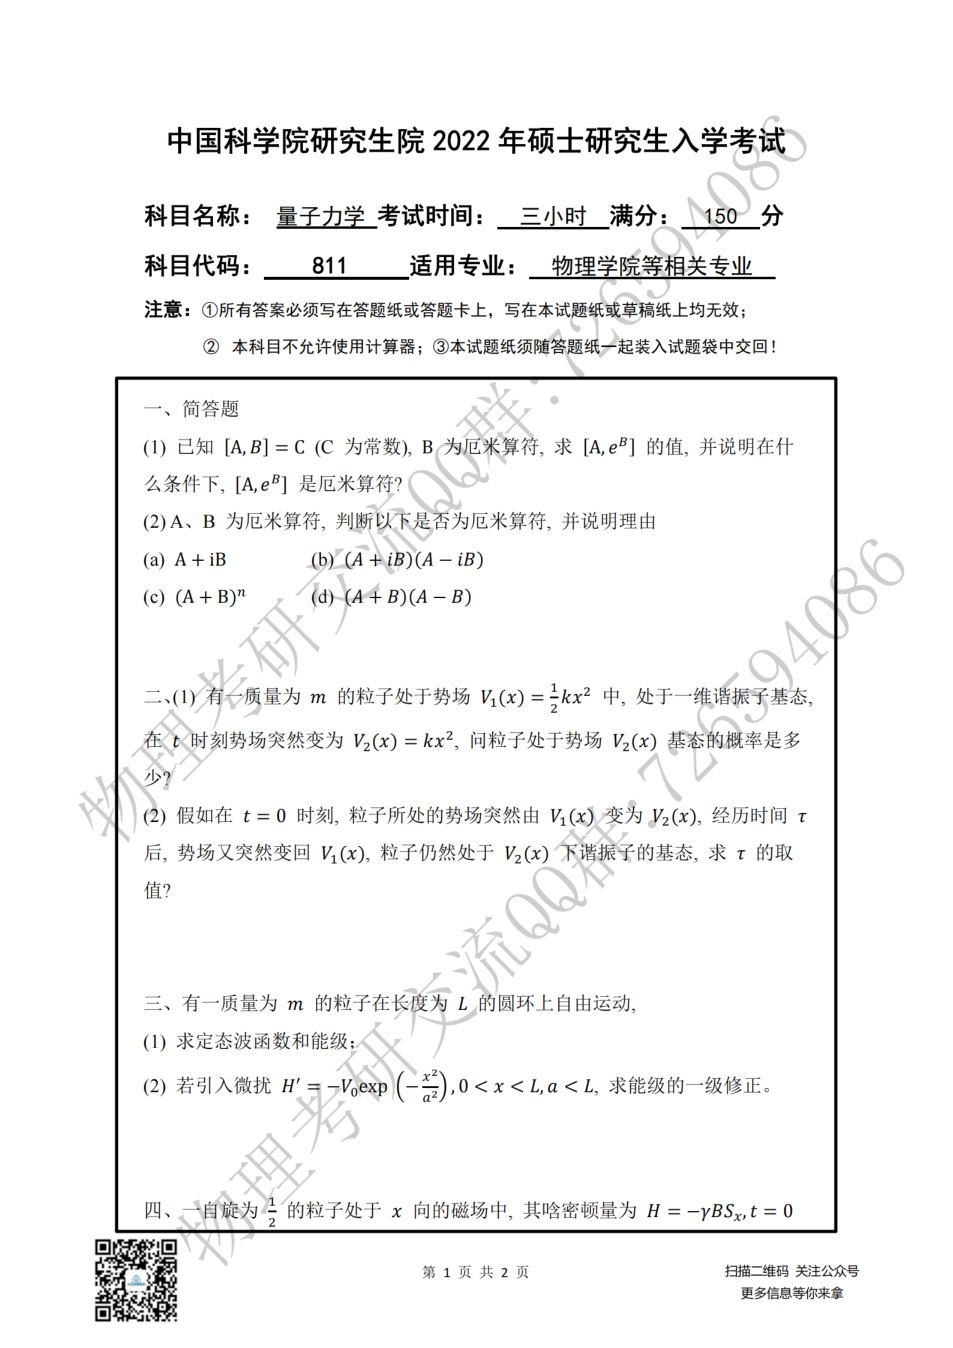 中国科学院研究生院 2022 年硕士研究生入学考试
科目名称： 量子力学 考试时间： 三小时 满分： 150 分
科目代码： 811 适用专业： 物理学院等相关专业
注意：①所有答案必须写在答题纸或答题卡上，写在本试题纸或草稿纸上均无效；
② 本科目不允许使用计算器；③本试题纸须随答题纸一起装入试题袋中交回！
一、简答题
(1) 已知 [A, B] = C (C 为常数), B 为厄米算符, 求 [A, e^B] 的值, 并说明在什
么条件下, [A, e^B] 是厄米算符?
(2) A、B 为厄米算符, 判断以下是否为厄米算符, 并说明理由
(a) A + iB (b) (A + iB)(A − iB)
(c) (A + B)^n (d) (A + B)(A − B)
二、(1) 有一质量为 m 的粒子处于势场 V₁(x) = 1/2 kx² 中, 处于一维谐振子基态,
在 t 时刻势场突然变为 V₂(x) = kx², 问粒子处于势场 V₂(x) 基态的概率是多
少?
(2) 假如在 t = 0 时刻, 粒子所处的势场突然由 V₁(x) 变为 V₂(x), 经历时间 τ
后, 势场又突然变回 V₁(x), 粒子仍然处于 V₂(x) 下谐振子的基态, 求 τ 的取
值?
三、有一质量为 m 的粒子在长度为 L 的圆环上自由运动,
(1) 求定态波函数和能级;
(2) 若引入微扰 H′ = −V₀exp(−x²/a²), 0 < x < L, a < L, 求能级的一级修正。
四、一自旋为 1/2 的粒子处于 x 向的磁场中, 其哈密顿量为 H = −γBSₓ, t = 0
第 1 页 共 2 页
扫描二维码 关注公众号
更多信息等你来拿
物理考研交流QQ群：726594086
物理考研交流QQ群：726594086